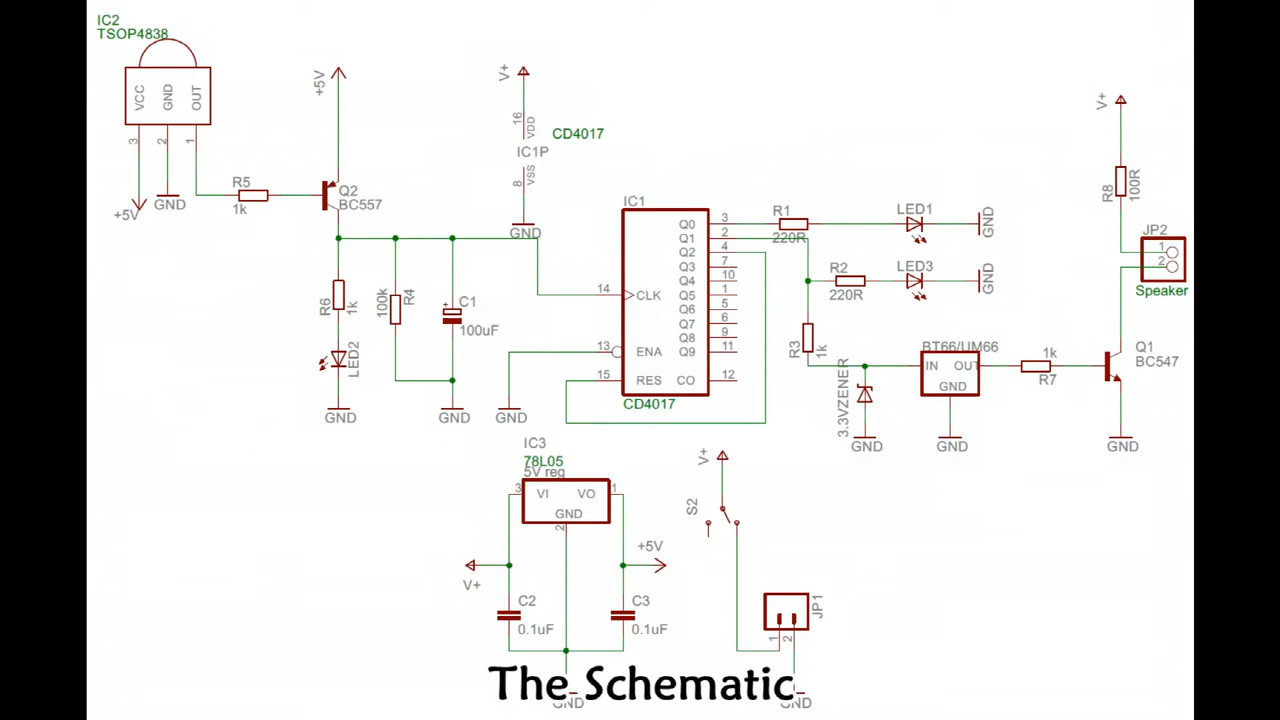 IC2
TSOP4838
VCC
GND
OUT
3
2
1
+5V
GND
R5
1k
+5V
Q2
BC557
R6
1k
LED2
GND
100k
R4
C1
100uF
GND
V+
16
VDD
IC1P
CD4017
8
VSS
GND
IC1
14
CLK
13
ENA
15
RES
Q0
Q1
Q2
Q3
Q4
Q5
Q6
Q7
Q8
Q9
CO
3
2
4
7
10
1
5
6
9
11
12
CD4017
GND
R1
220R
LED1
GND
R2
220R
LED3
GND
R3
1k
3.3VZENER
GND
BT66/UM66
IN
OUT
GND
GND
1k
R7
Q1
BC547
GND
V+
R8
100R
JP2
1
2
Speaker
IC3
78L05
5V reg
3
VI
VO
1
GND
2
V+
+5V
C2
0.1uF
C3
0.1uF
GND
V+
S2
JP1
1
2
GND
The Schematic